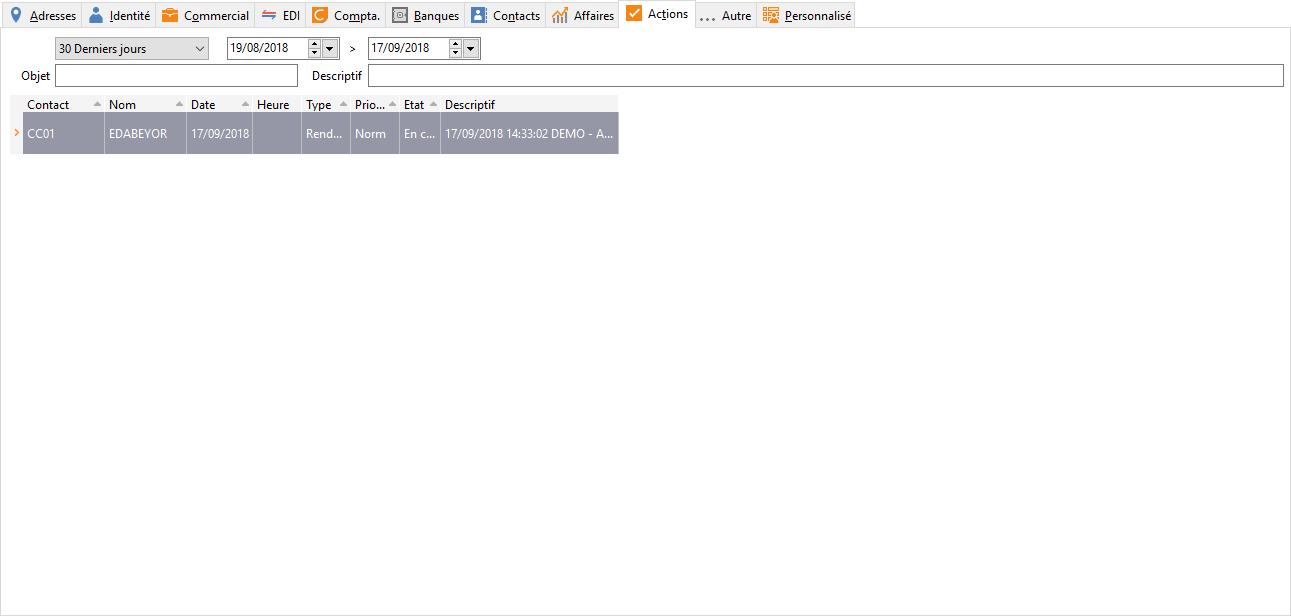 Adresses Identité Commercial EDI Compta. Banques Contacts Affaires Actions ... Autre Personnalisé
30 Derniers jours 19/08/2018 > 17/09/2018
Objet Descriptif
Contact Nom Date Heure Type Prio... Etat Descriptif
CC01 EDABEYOR 17/09/2018 Rend... Norm En c... 17/09/2018 14:33:02 DEMO - A...